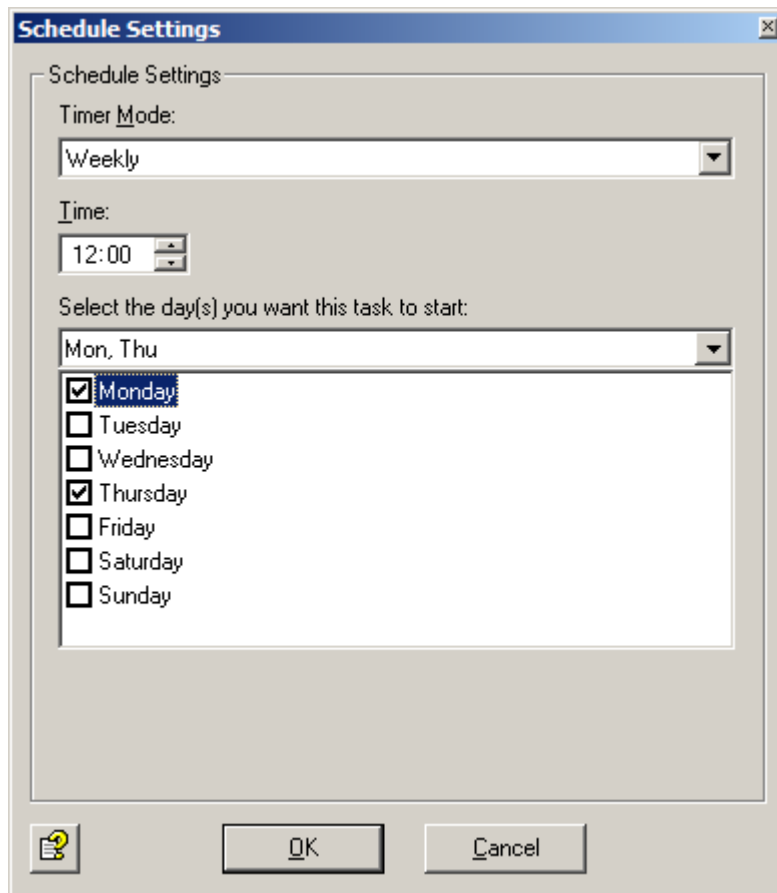 Schedule Settings
Schedule Settings
Timer Mode:
Weekly
Time:
12:00
Select the day(s) you want this task to start:
Mon, Thu
Monday
Tuesday
Wednesday
Thursday
Friday
Saturday
Sunday
OK
Cancel